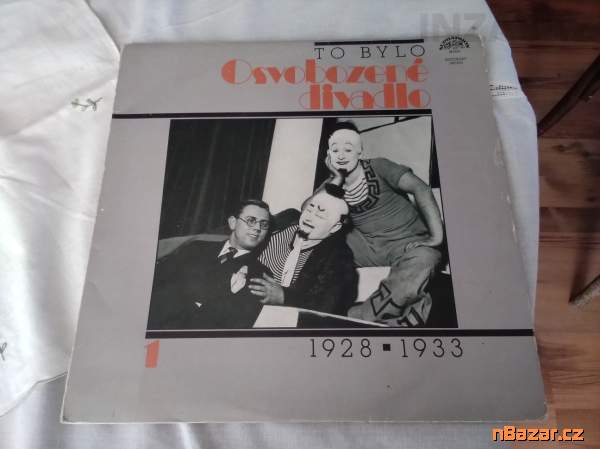 TO BYLO
Osvobozené
divadlo
1
1928 ▪ 1933
nBazar.cz